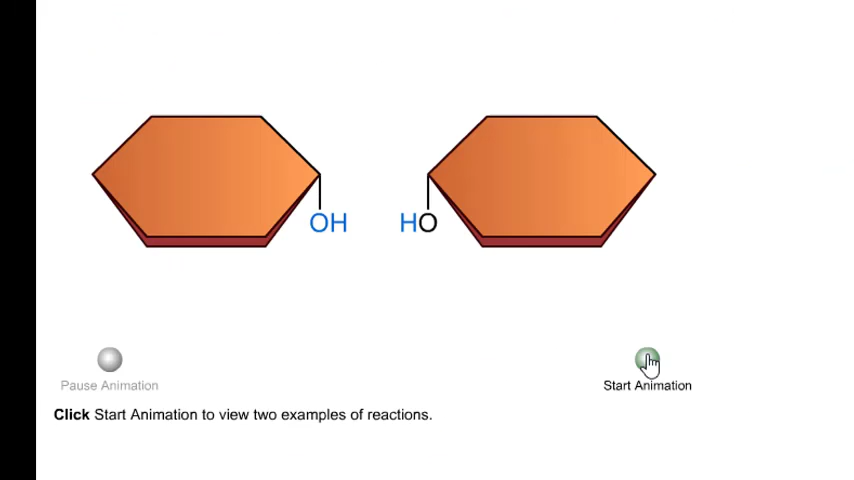 OH HO
Pause Animation Start Animation
Click Start Animation to view two examples of reactions.